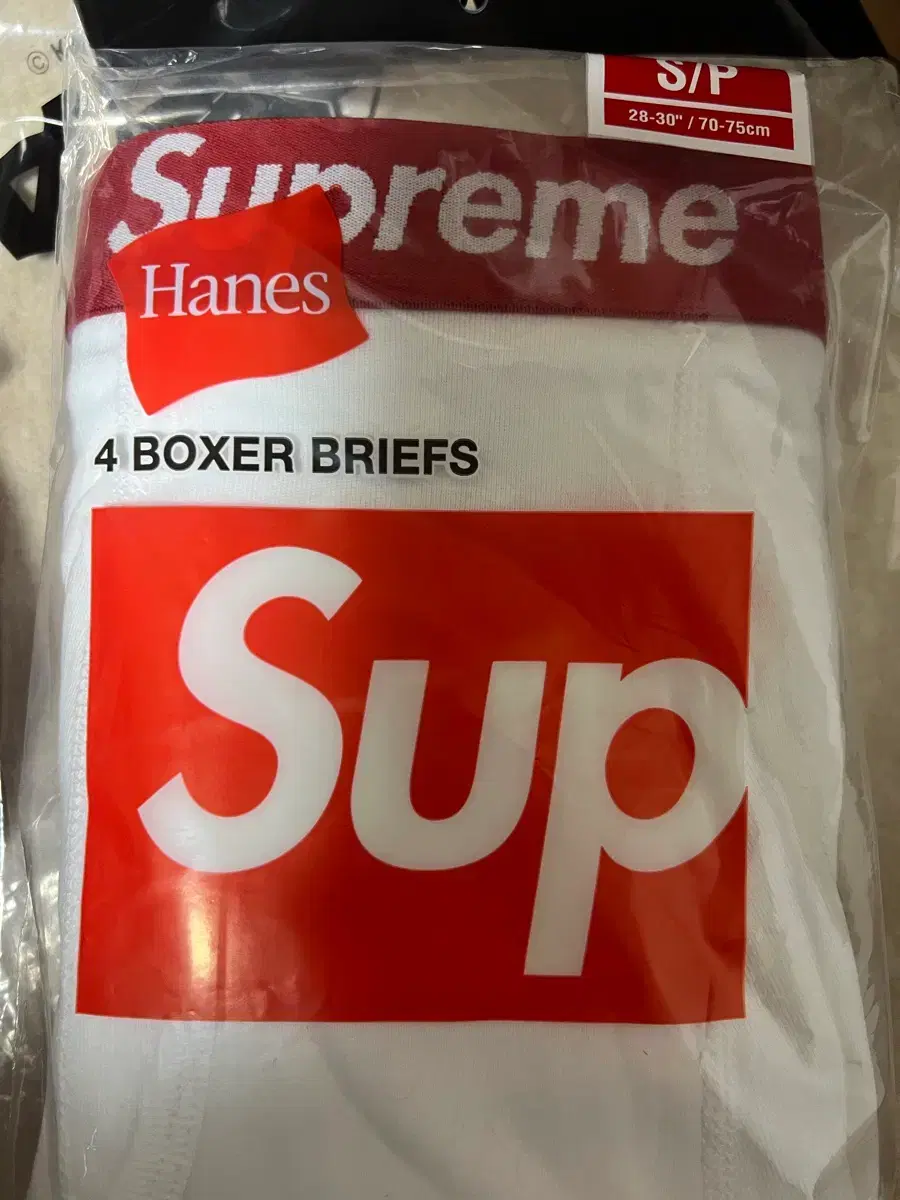 ©
S/P
28-30" / 70-75cm
Supreme
Hanes
4 BOXER BRIEFS
Sup